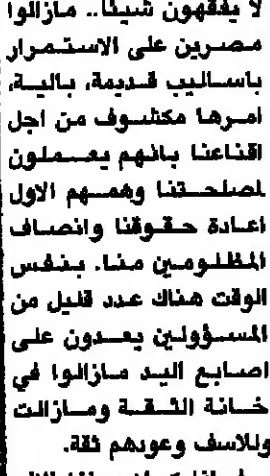 لا يفقهون شيئا.. مازالوا
مصرين على الاستمرار
باساليب قديمة، بالية،
امرها مكشوف من اجل
اقناعنا بانهم يعملون
لمصلحتنا وهمهم الاول
اعادة حقوقنا وانصاف
المظلومين منا. بنفس
الوقت هناك عدد قليل من
المسؤولين يعدون على
اصابع اليد مازالوا في
خانة الثقة ومازالت
وللاسف وعودهم ثقة.